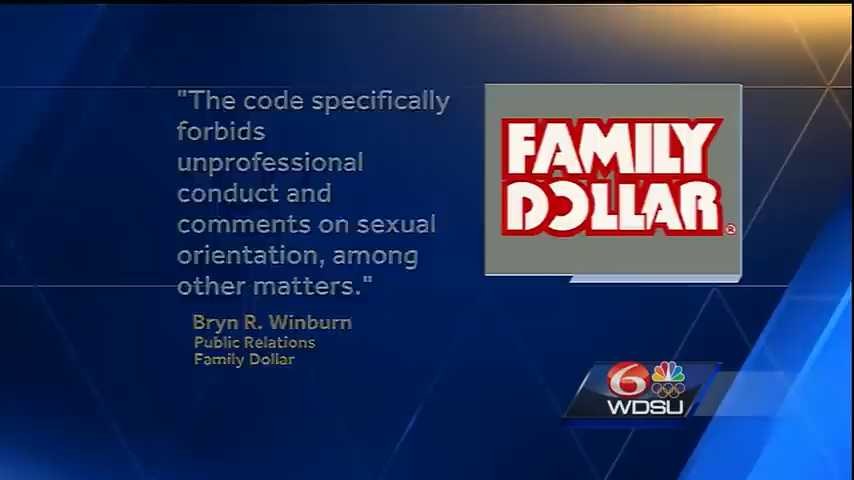 "The code specifically
forbids
unprofessional
conduct and
comments on sexual
orientation, among
other matters."
Bryn R. Winburn
Public Relations
Family Dollar
FAMILY
DOLLAR®
6
WDSU